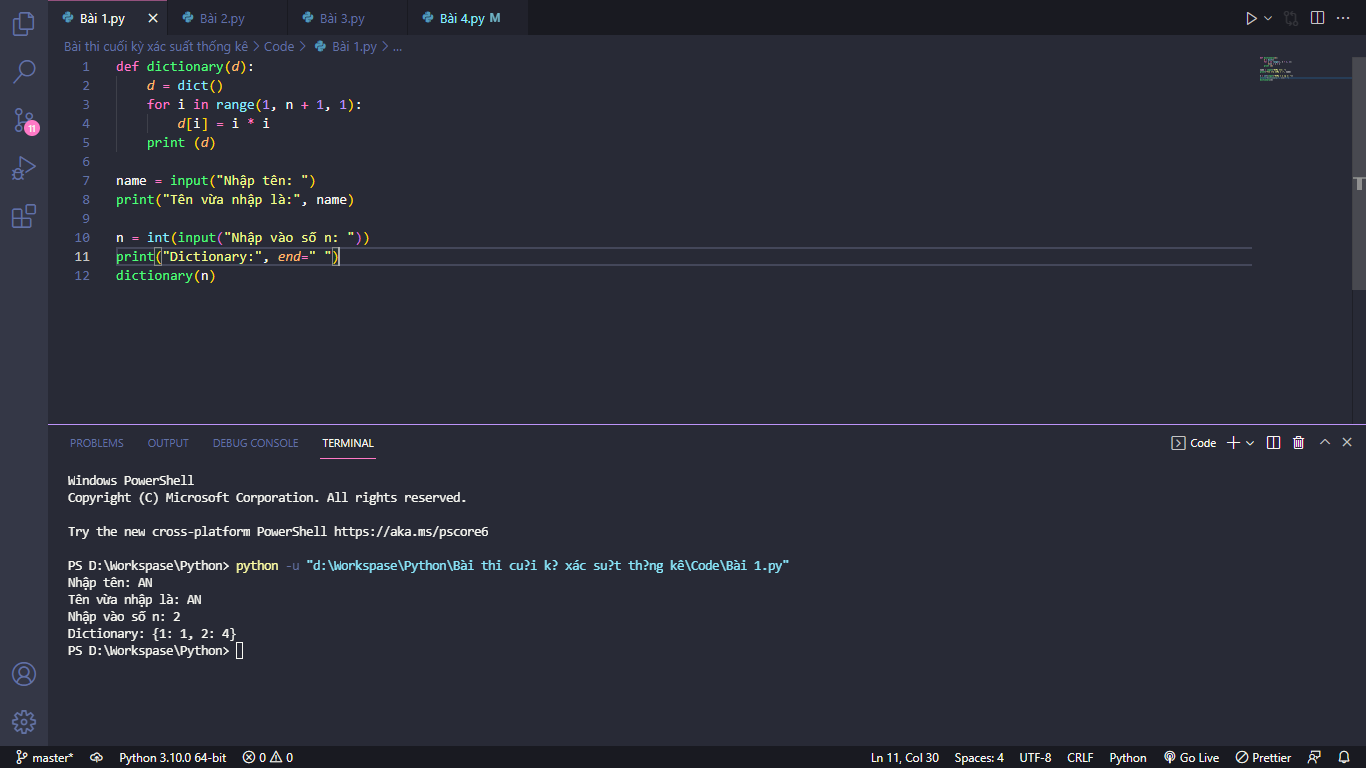 Bài 1.py
Bài 2.py
Bài 3.py
Bài 4.py M
Bài thi cuối kỳ xác suất thống kê > Code > Bài 1.py > ...
1 def dictionary(d):
2 d = dict()
3 for i in range(1, n + 1, 1):
4 d[i] = i * i
5 print (d)
6
7 name = input("Nhập tên: ")
8 print("Tên vừa nhập là:", name)
9
10 n = int(input("Nhập vào số n: "))
11 print("Dictionary:", end=" ")
12 dictionary(n)
11
PROBLEMS OUTPUT DEBUG CONSOLE TERMINAL
Code
Windows PowerShell
Copyright (C) Microsoft Corporation. All rights reserved.
Try the new cross-platform PowerShell https://aka.ms/pscore6
PS D:\Workspase\Python> python -u "d:\Workspase\Python\Bài thi cu?i k? xác su?t th?ng kê\Code\Bài 1.py"
Nhập tên: AN
Tên vừa nhập là: AN
Nhập vào số n: 2
Dictionary: {1: 1, 2: 4}
PS D:\Workspase\Python>
master* Python 3.10.0 64-bit 0 0 Ln 11, Col 30 Spaces: 4 UTF-8 CRLF Python Go Live Prettier